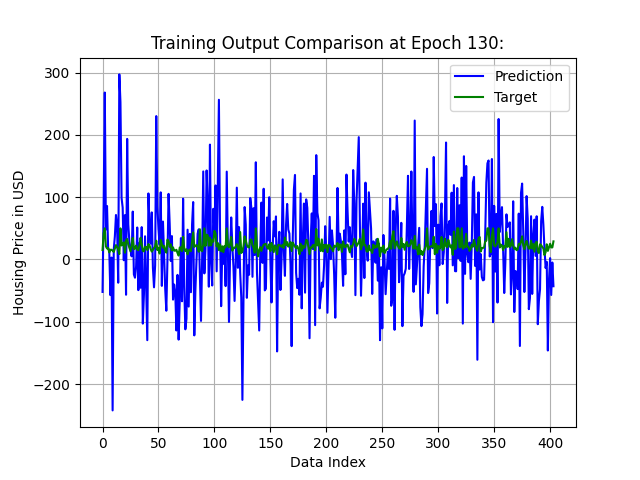 Training Output Comparison at Epoch 130:
Prediction
Target
Housing Price in USD
300
200
100
0
−100
−200
0 50 100 150 200 250 300 350 400
Data Index